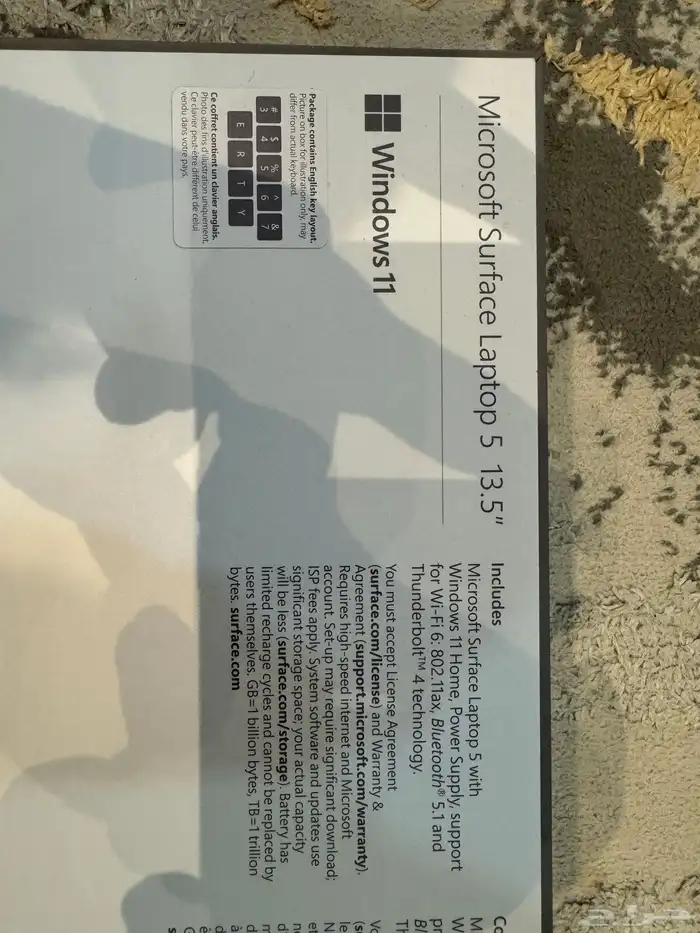 Microsoft Surface Laptop 5 13.5"
Windows 11
Package contains English key layout.
Picture on box for illustration only, may
differ from actual keyboard.
# $ % ^ &
3 4 5 6 7
E R T Y
Ce coffret contient un clavier anglais.
Photo des fins d'illustration uniquement.
Ce clavier peut-être différent de celui
vendu dans votre pays.
Includes
Microsoft Surface Laptop 5 with
Windows 11 Home, Power Supply, support
for Wi-Fi 6: 802.11ax, Bluetooth® 5.1 and
Thunderbolt™ 4 technology.
You must accept License Agreement
(surface.com/license) and Warranty &
Agreement (support.microsoft.com/warranty).
Requires high-speed internet and Microsoft
account. Set-up may require significant download;
ISP fees apply. System software and updates use
significant storage space; your actual capacity
will be less (surface.com/storage). Battery has
limited recharge cycles and cannot be replaced by
users themselves. GB=1 billion bytes, TB=1 trillion
bytes. surface.com
حراج